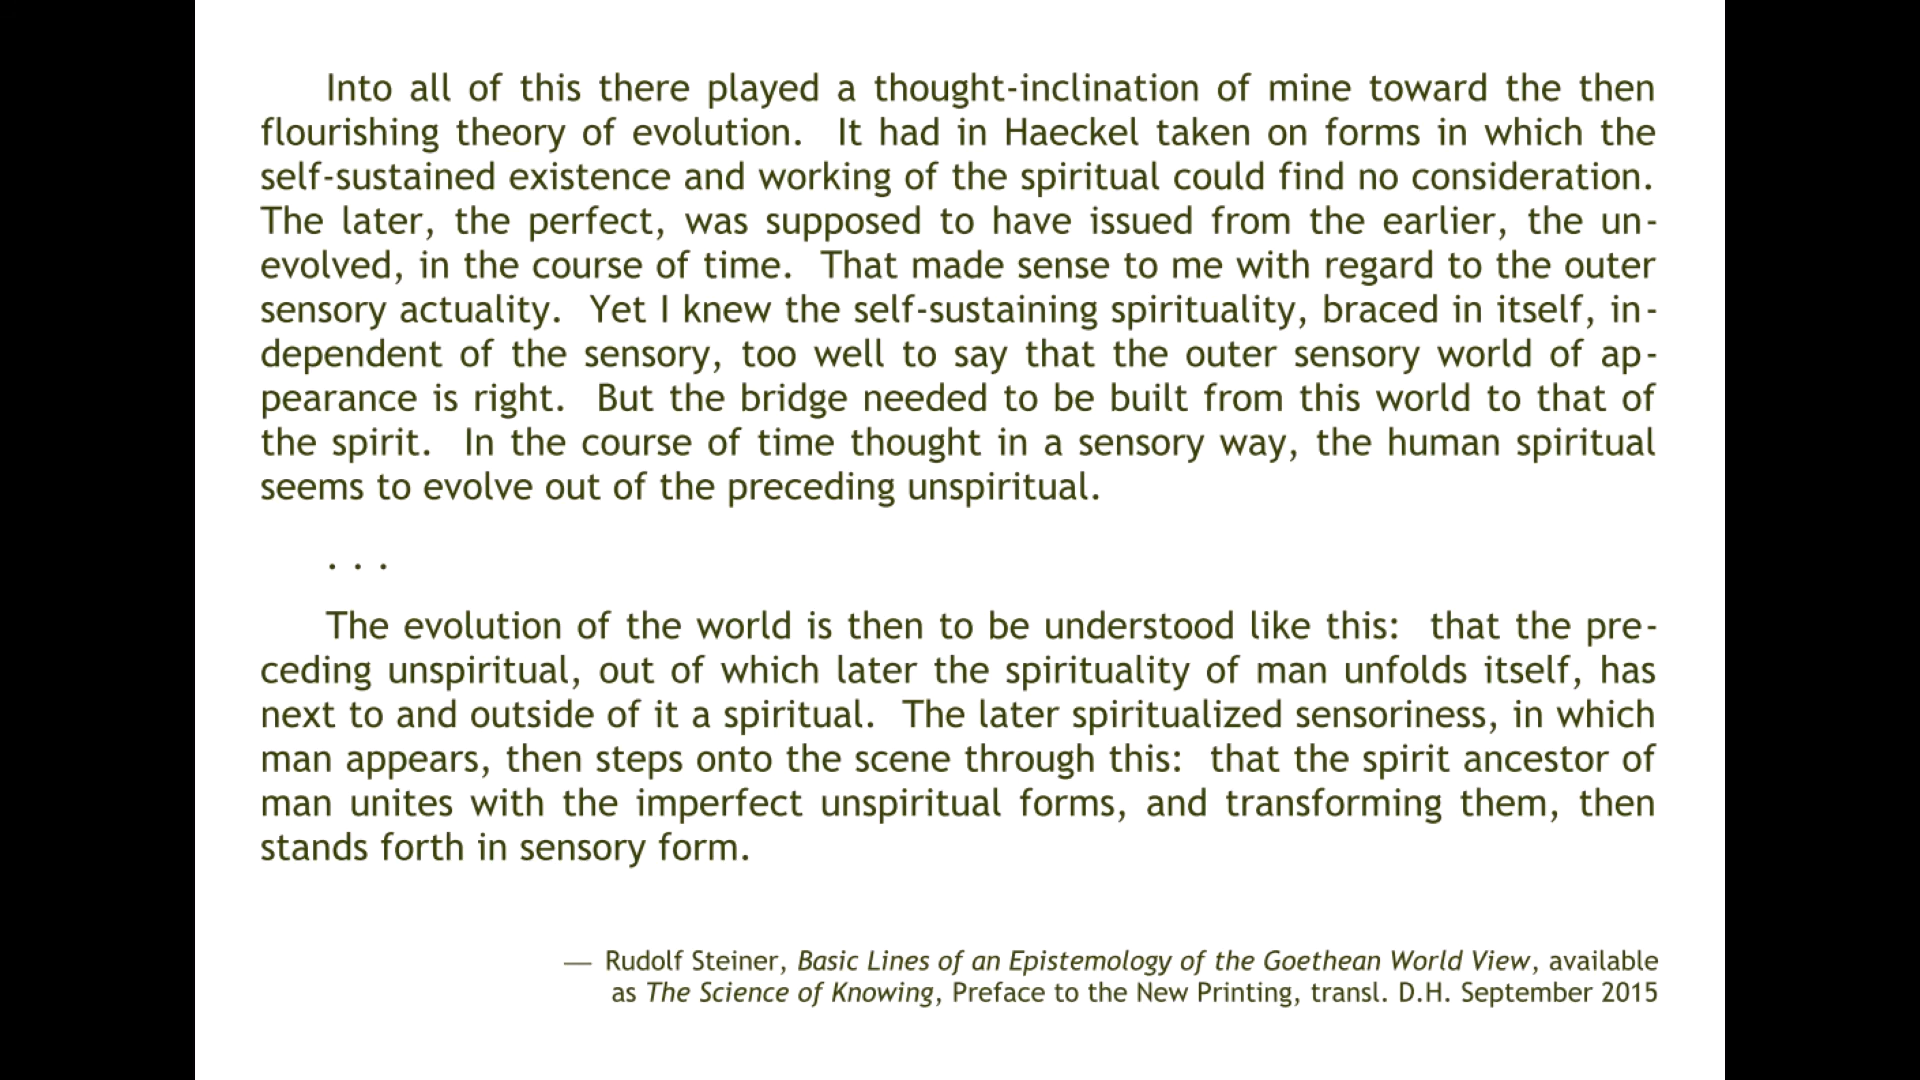 Into all of this there played a thought-inclination of mine toward the then
flourishing theory of evolution. It had in Haeckel taken on forms in which the
self-sustained existence and working of the spiritual could find no consideration.
The later, the perfect, was supposed to have issued from the earlier, the un-
evolved, in the course of time. That made sense to me with regard to the outer
sensory actuality. Yet I knew the self-sustaining spirituality, braced in itself, in-
dependent of the sensory, too well to say that the outer sensory world of ap-
pearance is right. But the bridge needed to be built from this world to that of
the spirit. In the course of time thought in a sensory way, the human spiritual
seems to evolve out of the preceding unspiritual.
. . .
The evolution of the world is then to be understood like this: that the pre-
ceding unspiritual, out of which later the spirituality of man unfolds itself, has
next to and outside of it a spiritual. The later spiritualized sensoriness, in which
man appears, then steps onto the scene through this: that the spirit ancestor of
man unites with the imperfect unspiritual forms, and transforming them, then
stands forth in sensory form.
— Rudolf Steiner, Basic Lines of an Epistemology of the Goethean World View, available
as The Science of Knowing, Preface to the New Printing, transl. D.H. September 2015